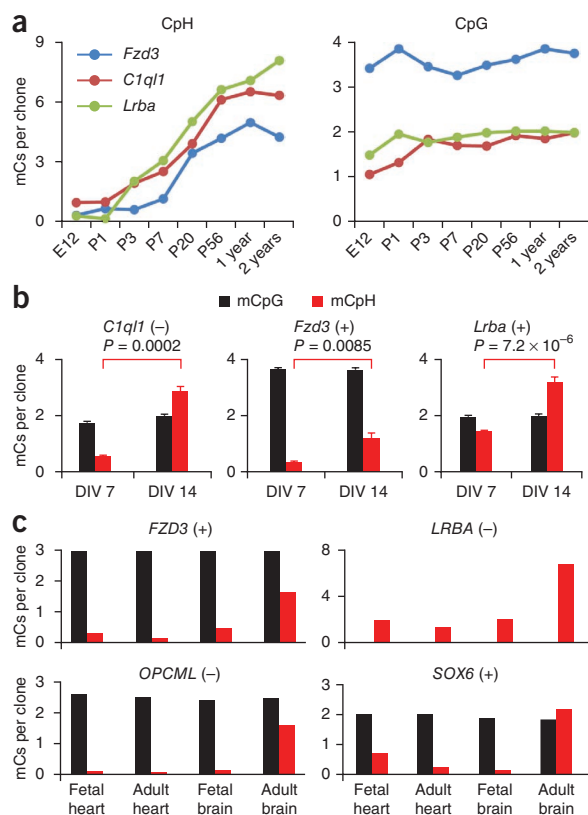 a
CpH
CpG
mCs per clone
9
6
3
0
Fzd3
C1ql1
Lrba
E12
P1
P3
P7
P20
P56
1 year
2 years
4
3
2
1
0
E12
P1
P3
P7
P20
P56
1 year
2 years
b
mCpG
mCpH
mCs per clone
C1ql1 (–)
P = 0.0002
4
2
0
DIV 7
DIV 14
Fzd3 (+)
P = 0.0085
4
2
0
DIV 7
DIV 14
Lrba (+)
P = 7.2 × 10⁻⁶
4
2
0
DIV 7
DIV 14
c
FZD3 (+)
mCs per clone
3
2
1
0
LRBA (–)
8
4
0
OPCML (–)
mCs per clone
3
2
1
0
Fetal
heart
Adult
heart
Fetal
brain
Adult
brain
SOX6 (+)
3
2
1
0
Fetal
heart
Adult
heart
Fetal
brain
Adult
brain